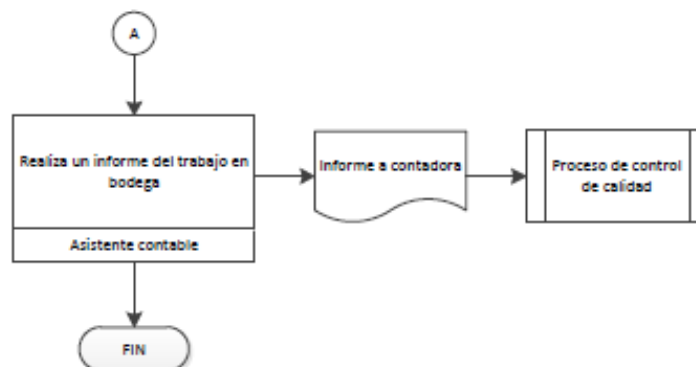 A
Realiza un informe del trabajo en
bodega
Asistente contable
Informe a contadora
Proceso de control
de calidad
FIN